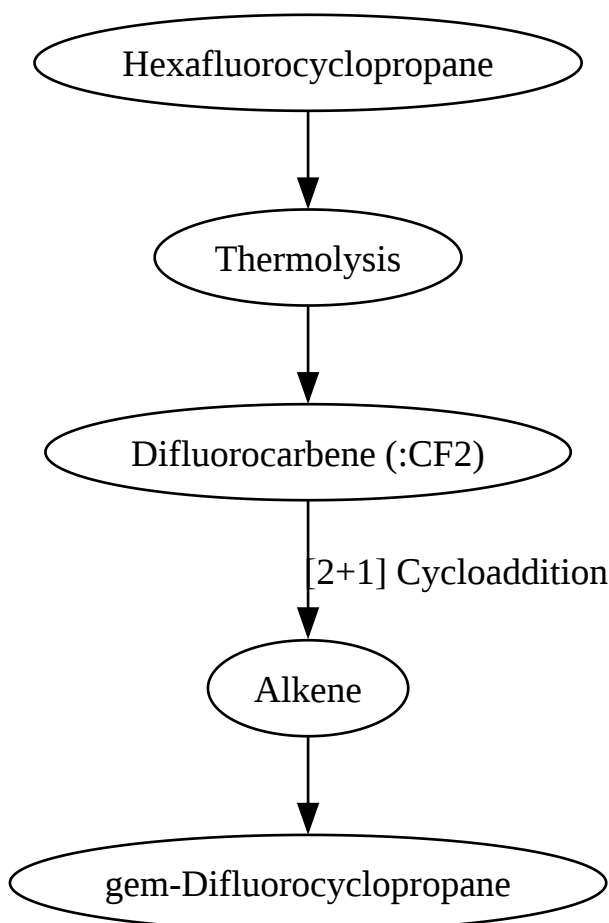 Hexafluorocyclopropane
Thermolysis
Difluorocarbene (:CF2)
[2+1] Cycloaddition
Alkene
gem-Difluorocyclopropane